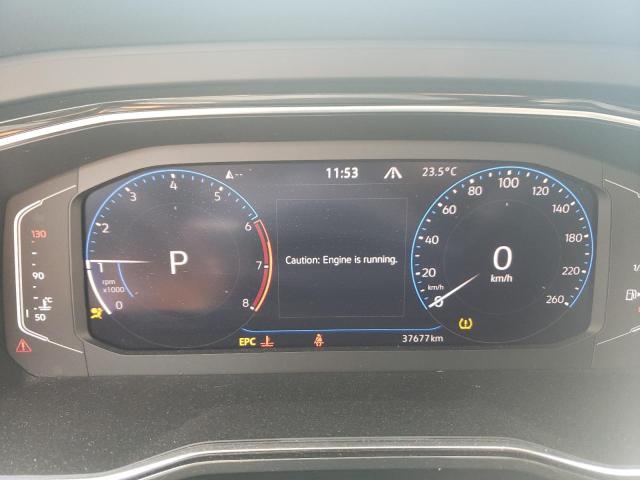 -- 11:53 23.5°C
3 4 5
2 6
1 7
0 8
P
rpm
x1000
Caution: Engine is running.
80 100 120
60 140
40 180
20 220
0 260
0
km/h
km/h
130
90
°C
50
1/
EPC
37677km